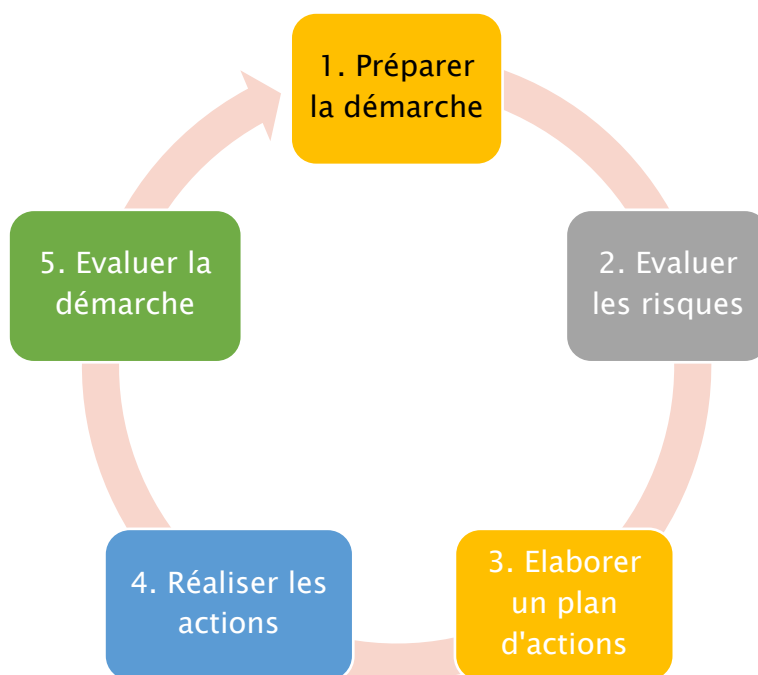 1. Préparer
la démarche
2. Evaluer
les risques
3. Elaborer
un plan
d'actions
4. Réaliser les
actions
5. Evaluer la
démarche